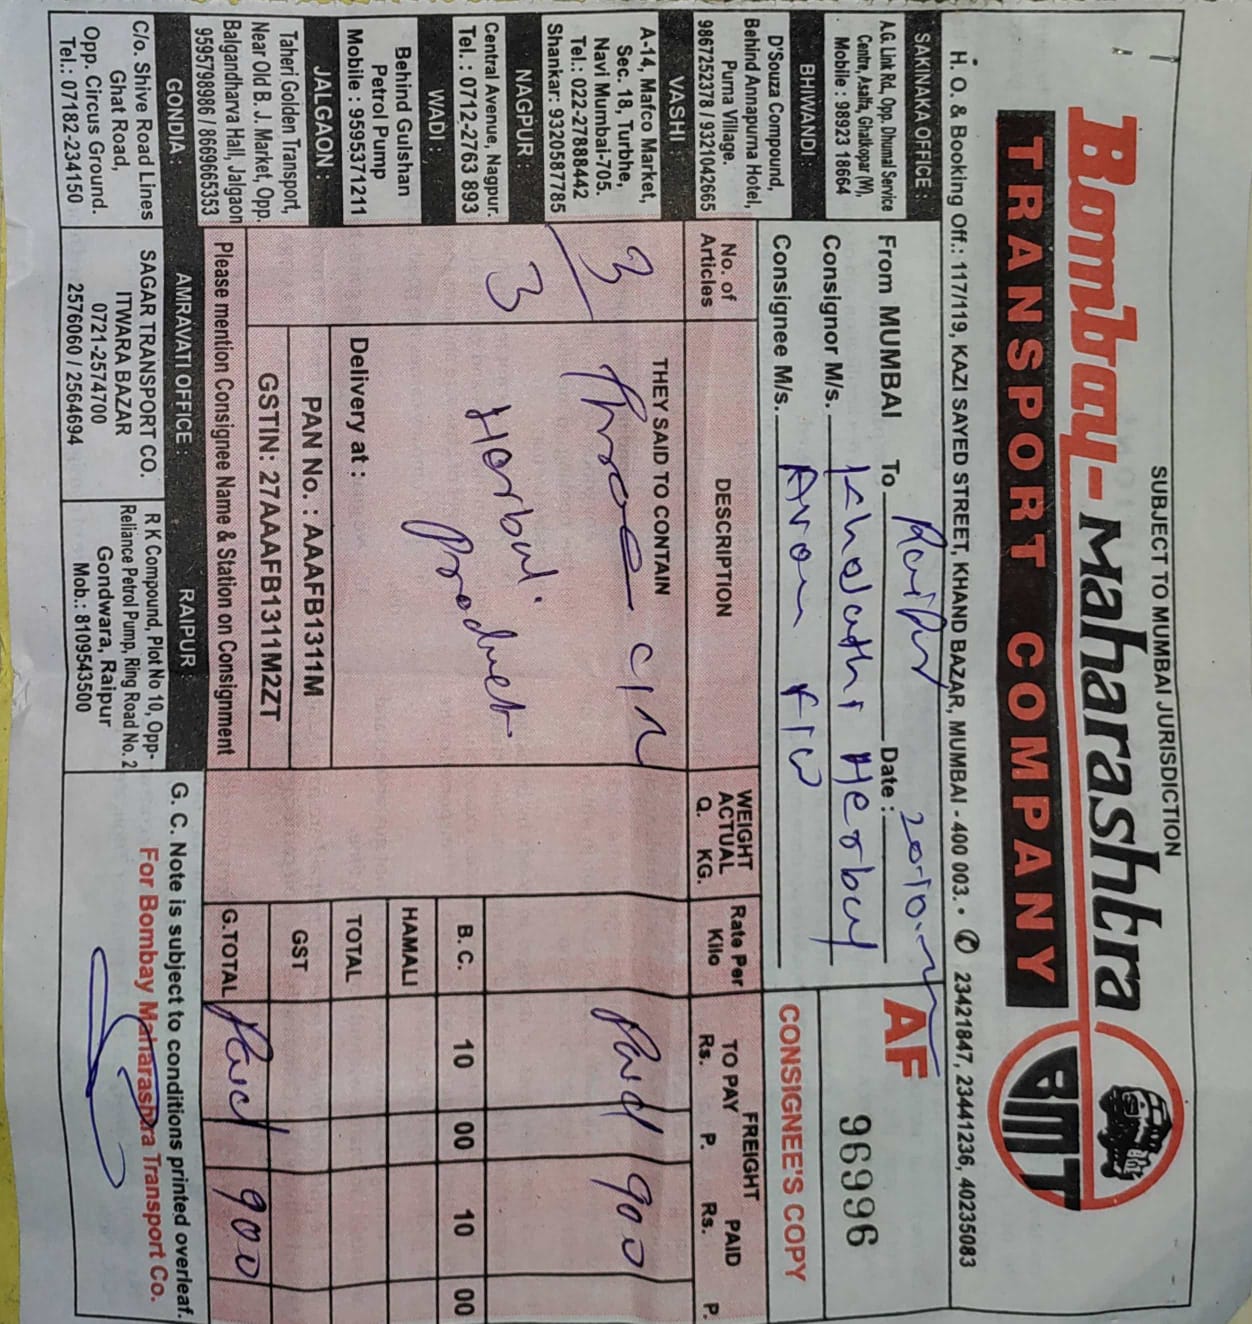 SUBJECT TO MUMBAI JURISDICTION
Bombay-Maharashtra
TRANSPORT COMPANY
BMT
H. O. & Booking Off.: 117/119, KAZI SAYED STREET, KHAND BAZAR, MUMBAI - 400 003. • ✆ 23421847, 23441236, 40235083
SAKINAKA OFFICE :
A.G. Link Rd., Opp. Dhumal Service
Centre, Asalfa, Ghatkopar (W),
Mobile : 98923 18664
BHIWANDI :
D'Souza Compound,
Behind Annapurna Hotel,
Purna Village.
9867252378 / 9321042665
VASHI :
A-14, Mafco Market,
Sec. 18, Turbhe,
Navi Mumbai-705.
Tel.: 022-27888442
Shankar: 9320587785
NAGPUR :
Central Avenue, Nagpur.
Tel. : 0712-2763 893
WADI :
Behind Gulshan
Petrol Pump
Mobile : 9595371211
JALGAON :
Taheri Golden Transport,
Near Old B. J. Market, Opp.
Balgandharva Hall, Jalgaon
9595798986 / 8669665353
From MUMBAI To Raipur Date :
Consignor M/s. Khojathi Herbal
Consignee M/s. Aram
AF 96996
CONSIGNEE'S COPY
No. of Articles
DESCRIPTION
WEIGHT ACTUAL Q. KG.
Rate Per Kilo
FREIGHT
TO PAY Rs. P.
PAID Rs. P.
THEY SAID TO CONTAIN
3 Three Paid 900
3 Harbul.
Product
B. C. 10 00 10 00
HAMALI
Delivery at :
TOTAL
PAN No. : AAAFB1311M
GST
GSTIN: 27AAAFB1311M2ZT
G.TOTAL Paid 900
Please mention Consignee Name & Station on Consignment
GONDIA :
C/o. Shive Road Lines
Ghat Road,
Opp. Circus Ground.
Tel.: 07182-234150
AMRAVATI OFFICE :
SAGAR TRANSPORT CO.
ITWARA BAZAR
0721-2574700
2576060 / 2564694
RAIPUR :
R K Compound, Plot No 10, Opp-
Reliance Petrol Pump, Ring Road No. 2
Gondwara, Raipur
Mob.: 8109543500
G. C. Note is subject to conditions printed overleaf.
For Bombay Maharashtra Transport Co.